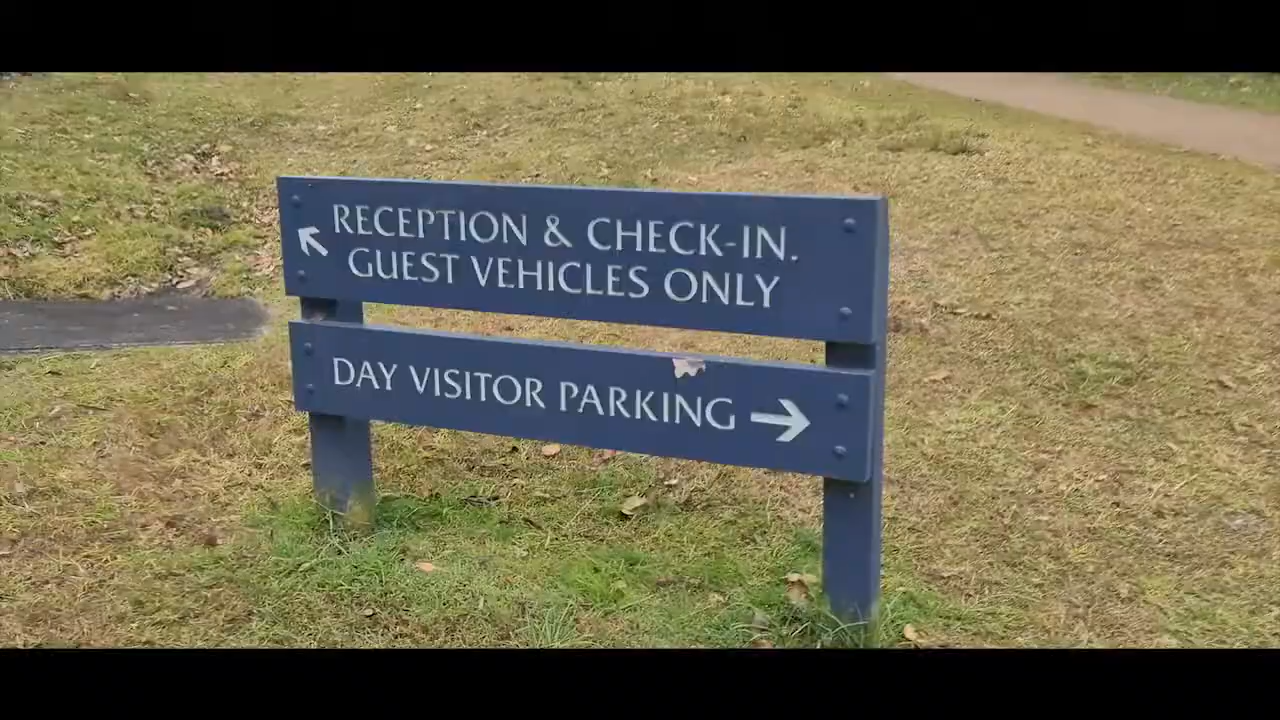 RECEPTION & CHECK-IN.
GUEST VEHICLES ONLY
DAY VISITOR PARKING